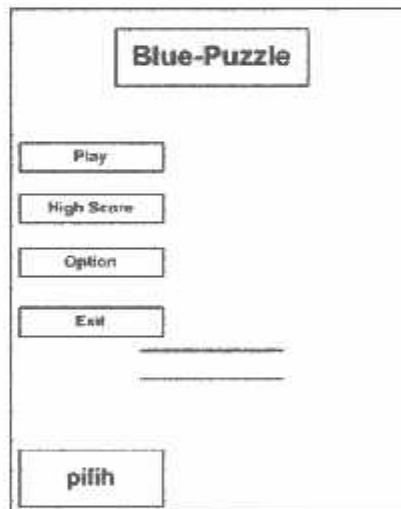 Blue-Puzzle
Play
High Score
Option
Exit
pilih